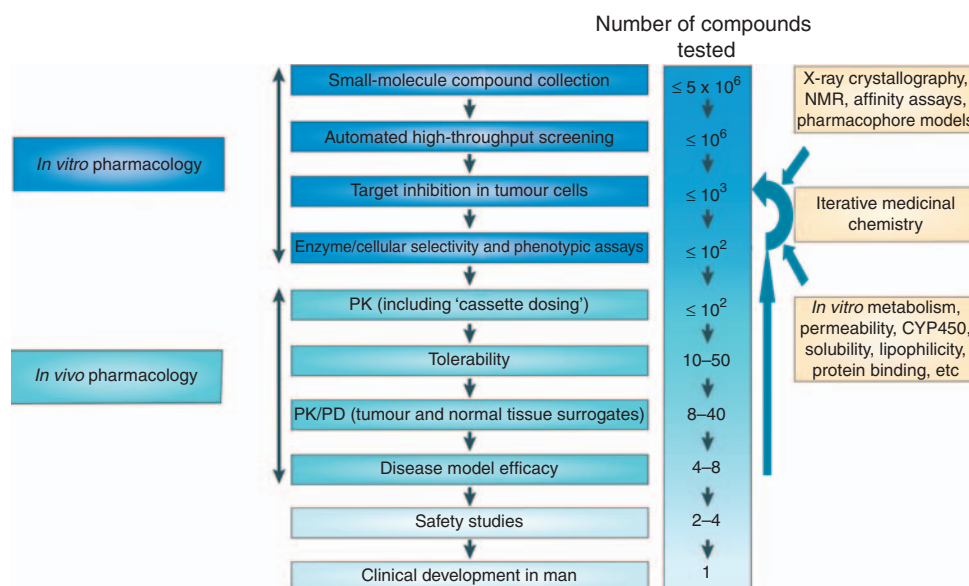 Number of compounds
tested
Small-molecule compound collection
≤ 5 x 10⁶
X-ray crystallography,
NMR, affinity assays,
pharmacophore models
Automated high-throughput screening
≤ 10⁶
In vitro pharmacology
Target inhibition in tumour cells
≤ 10³
Iterative medicinal
chemistry
Enzyme/cellular selectivity and phenotypic assays
≤ 10²
PK (including ‘cassette dosing’)
≤ 10²
In vitro metabolism,
permeability, CYP450,
solubility, lipophilicity,
protein binding, etc
In vivo pharmacology
Tolerability
10–50
PK/PD (tumour and normal tissue surrogates)
8–40
Disease model efficacy
4–8
Safety studies
2–4
Clinical development in man
1